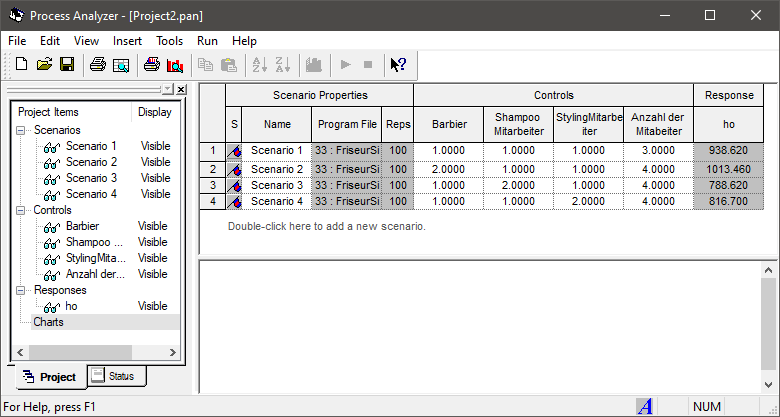 Process Analyzer - [Project2.pan]
File Edit View Insert Tools Run Help
Project Items Display
Scenarios
Scenario 1 Visible
Scenario 2 Visible
Scenario 3 Visible
Scenario 4 Visible
Controls
Barbier Visible
Shampoo ... Visible
StylingMita... Visible
Anzahl der... Visible
Responses
ho Visible
Charts
Project Status
Scenario Properties Controls Response
S Name Program File Reps Barbier Shampoo Mitarbeiter StylingMitarbe iter Anzahl der Mitabeiter ho
1 Scenario 1 33 : FriseurSi 100 1.0000 1.0000 1.0000 3.0000 938.620
2 Scenario 2 33 : FriseurSi 100 2.0000 1.0000 1.0000 4.0000 1013.460
3 Scenario 3 33 : FriseurSi 100 1.0000 2.0000 1.0000 4.0000 788.620
4 Scenario 4 33 : FriseurSi 100 1.0000 1.0000 2.0000 4.0000 816.700
Double-click here to add a new scenario.
For Help, press F1 A NUM